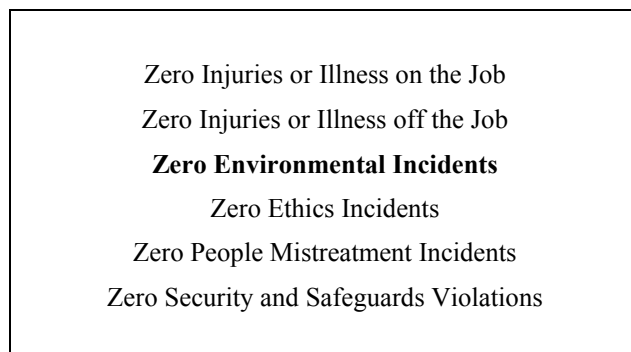 Zero Injuries or Illness on the Job
Zero Injuries or Illness off the Job
Zero Environmental Incidents
Zero Ethics Incidents
Zero People Mistreatment Incidents
Zero Security and Safeguards Violations